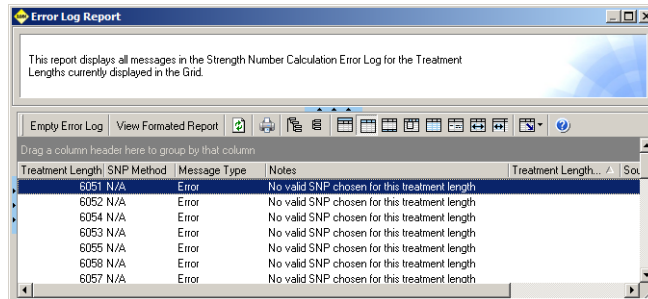 Error Log Report
This report displays all messages in the Strength Number Calculation Error Log for the Treatment
Lengths currently displayed in the Grid.
Empty Error Log View Formated Report
Drag a column header here to group by that column
Treatment Length SNP Method Message Type Notes Treatment Length... Sou
6051 N/A Error No valid SNP chosen for this treatment length
6052 N/A Error No valid SNP chosen for this treatment length
6054 N/A Error No valid SNP chosen for this treatment length
6053 N/A Error No valid SNP chosen for this treatment length
6055 N/A Error No valid SNP chosen for this treatment length
6058 N/A Error No valid SNP chosen for this treatment length
6057 N/A Error No valid SNP chosen for this treatment length